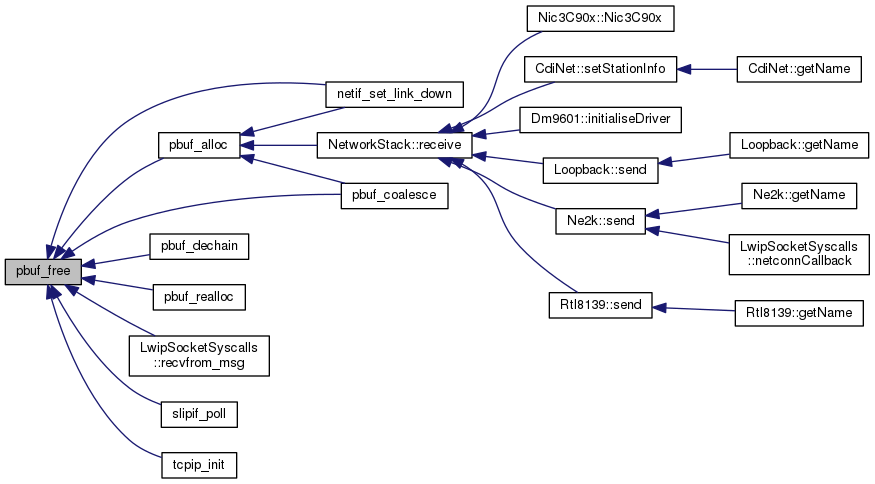 Nic3C90x::Nic3C90x
CdiNet::setStationInfo
CdiNet::getName
netif_set_link_down
Dm9601::initialiseDriver
pbuf_alloc
NetworkStack::receive
Loopback::getName
Loopback::send
pbuf_coalesce
Ne2k::getName
Ne2k::send
pbuf_dechain
LwipSocketSyscalls
::netconnCallback
pbuf_free
pbuf_realloc
Rtl8139::send
Rtl8139::getName
LwipSocketSyscalls
::recvfrom_msg
slipif_poll
tcpip_init